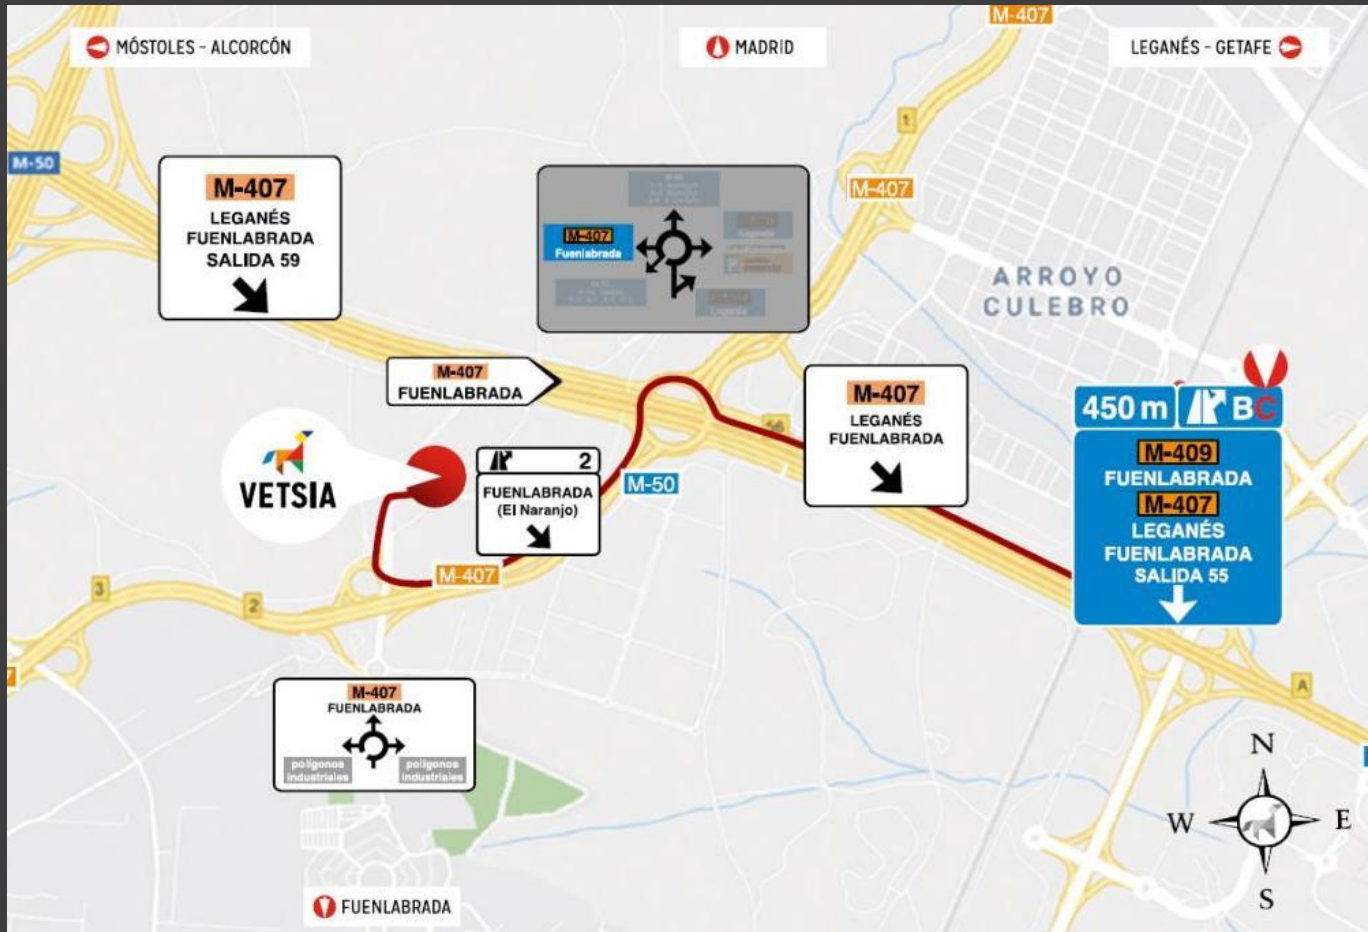 M-407
MÓSTOLES - ALCORCÓN
MADRID
LEGANÉS - GETAFE
1
M-50
M-407
LEGANÉS
FUENLABRADA
SALIDA 59
M-407
Fuenlabrada
P
M-407
ARROYO
CULEBRO
M-407
FUENLABRADA
M-407
LEGANÉS
FUENLABRADA
56
450 m
BC
M-409
FUENLABRADA
M-407
LEGANÉS
FUENLABRADA
SALIDA 55
VETSIA
2
FUENLABRADA
(El Naranjo)
M-50
M-407
3
2
A
M-407
FUENLABRADA
polígonos
industriales
polígonos
industriales
N
W
E
S
FUENLABRADA